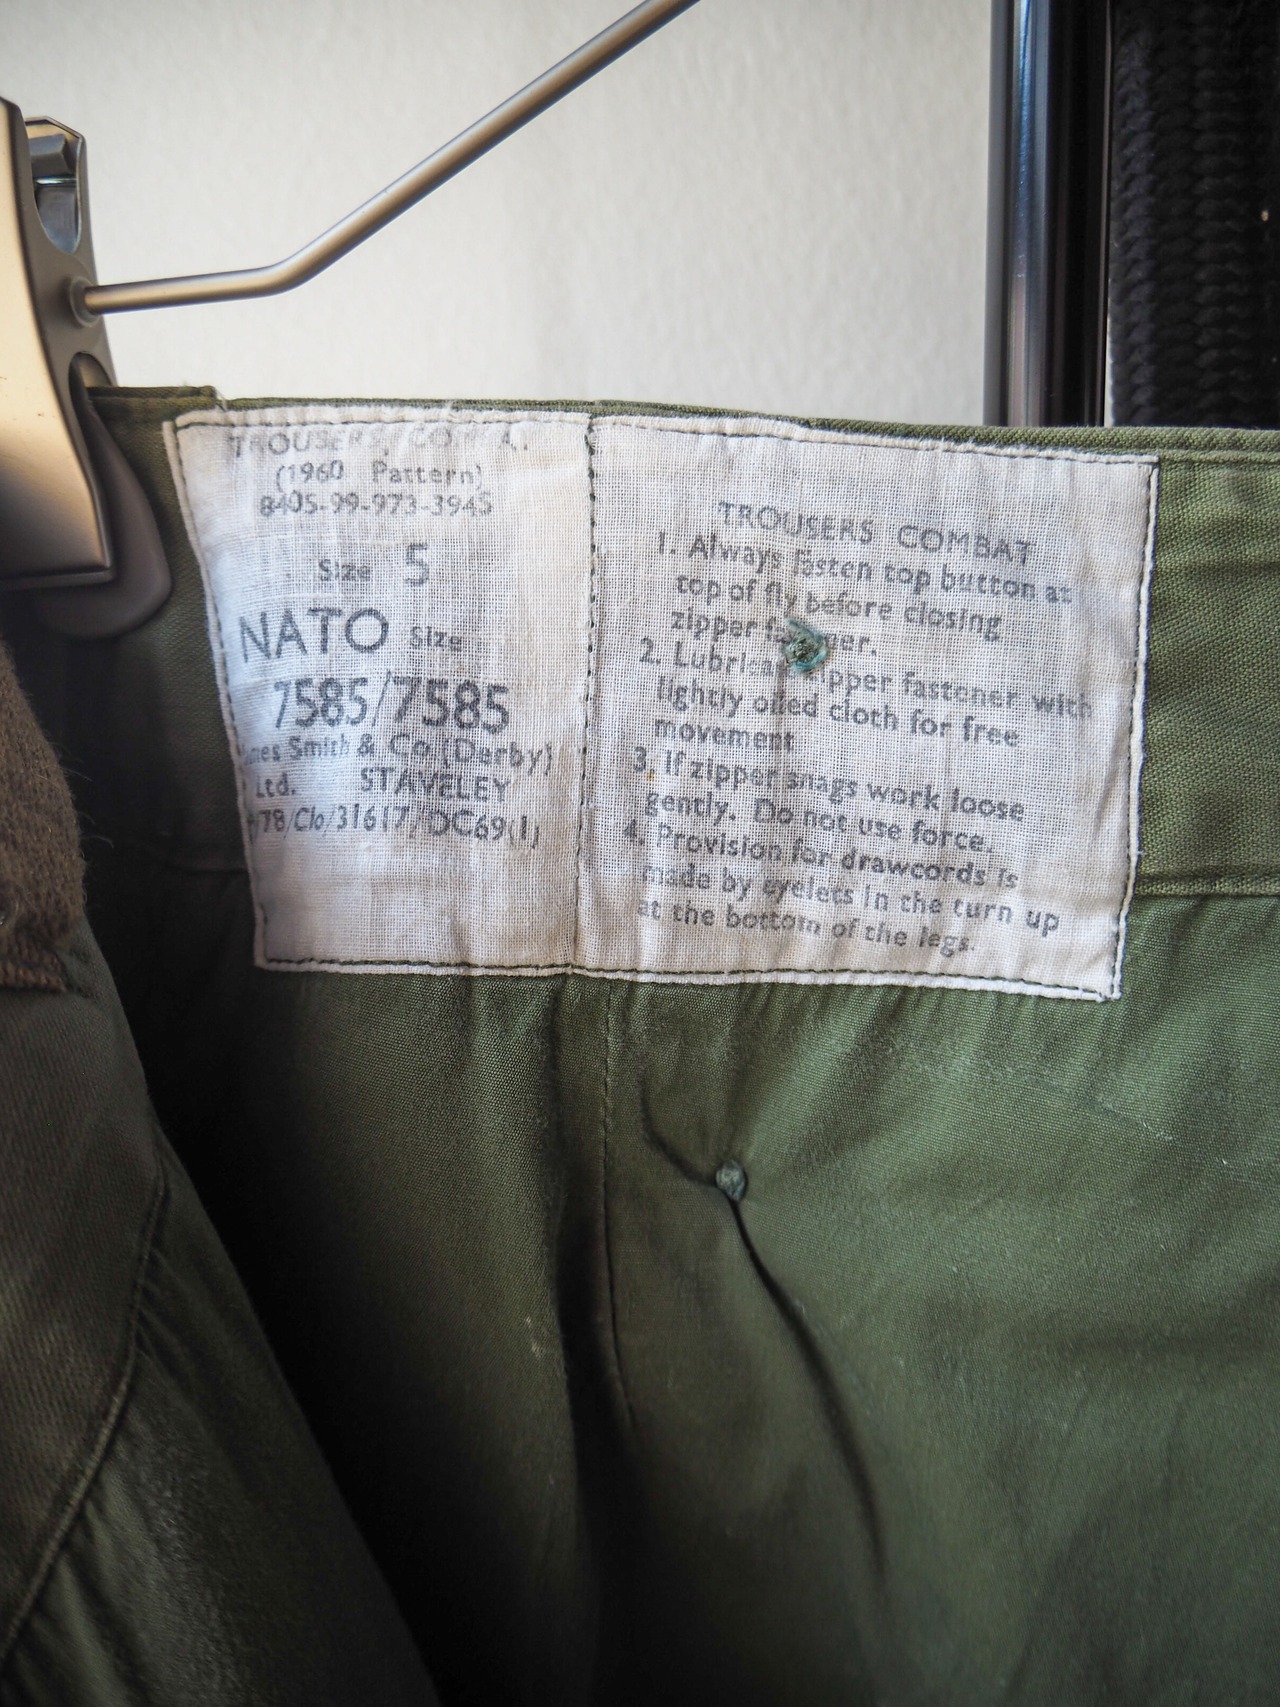 TROUSERS,
(1960 Pattern)
8405-99-973-3945
Size 5
NATO Size
7585/7585
Smith & Co.(Derby)
Ltd. STAVELEY
/78/Clo/31617/DC69(1)
TROUSERS COMBAT
1. Always fasten top button at
top of fly before closing
zipper
2. zipper fastener with
lightly oiled cloth for free
movement
3. If zipper snags work loose
gently. Do not use force.
4. Provision for drawcords is
made by eyelets in the turn up
at the bottom of the legs.